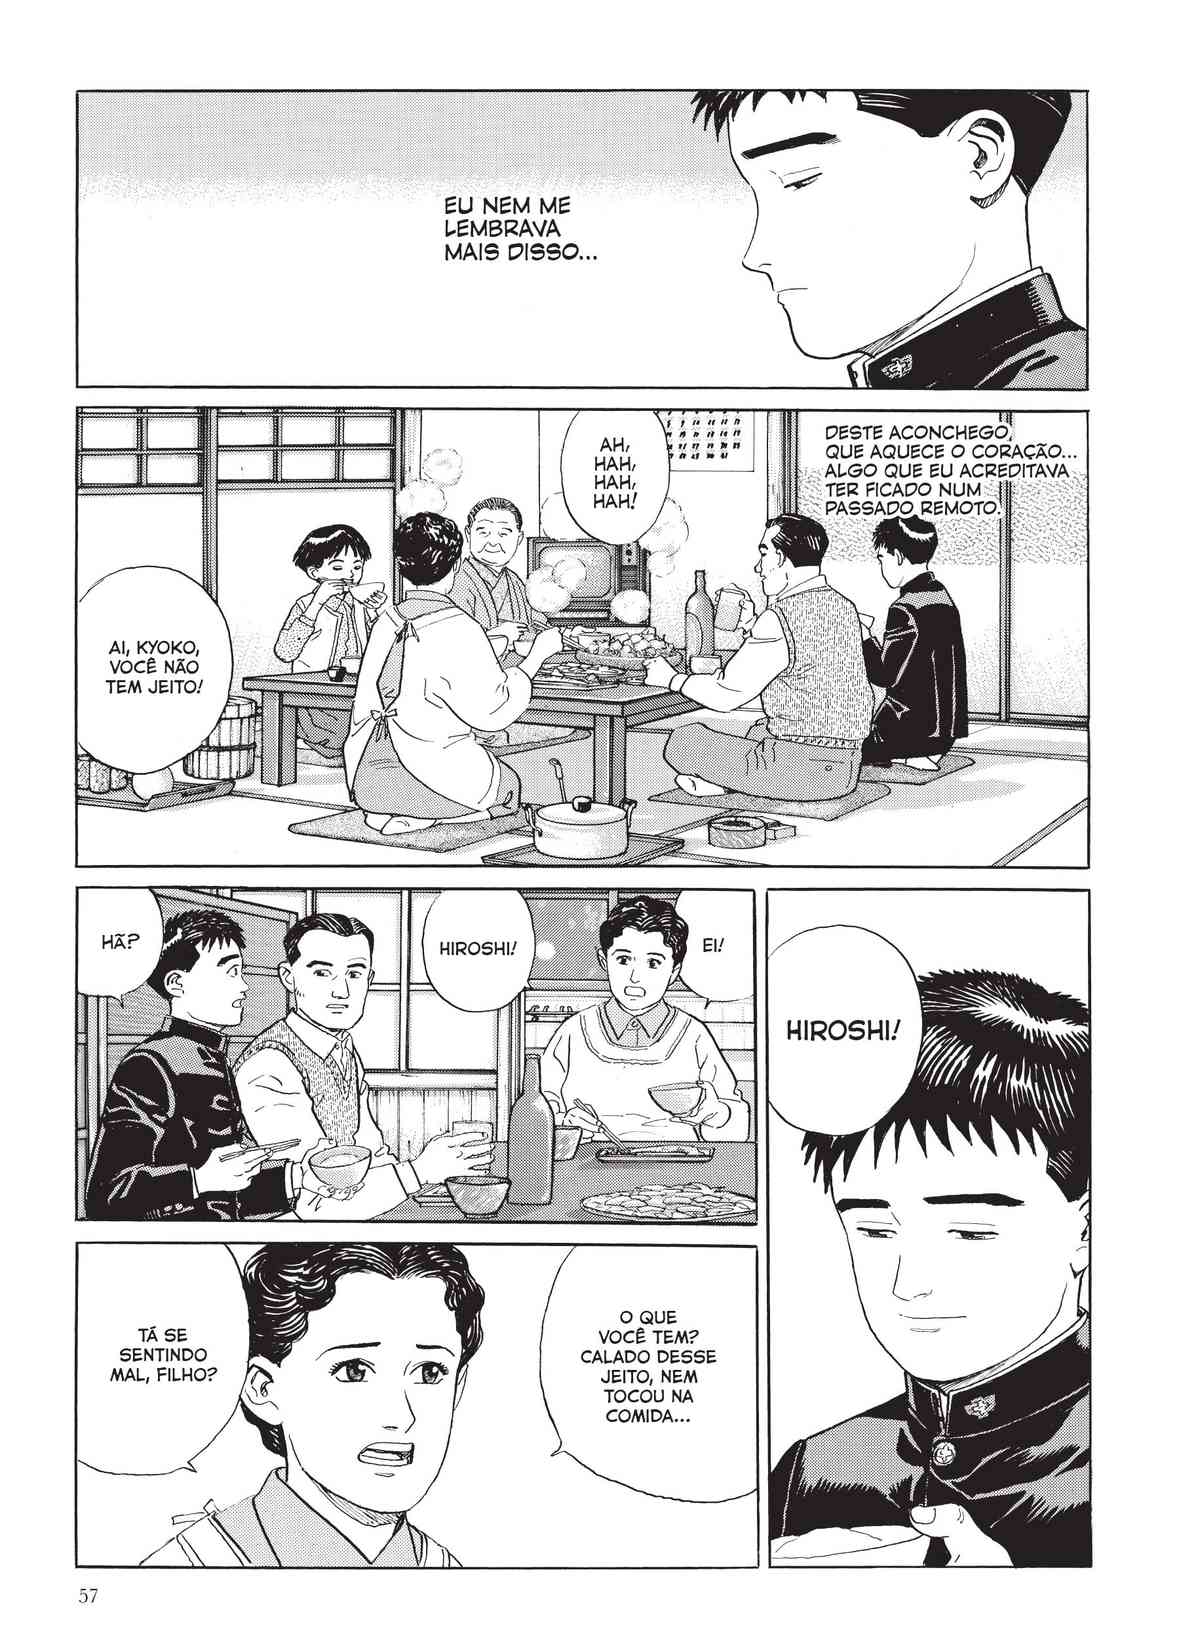 EU NEM ME
LEMBRAVA
MAIS DISSO...
DESTE ACONCHEGO,
QUE AQUECE O CORAÇÃO...
ALGO QUE EU ACREDITAVA
TER FICADO NUM
PASSADO REMOTO.
AH,
HAH,
HAH,
HAH!
AI, KYOKO,
VOCÊ NÃO
TEM JEITO!
HIROSHI!
EI!
HIROSHI!
HÃ?
O QUE
VOCÊ TEM?
CALADO DESSE
JEITO, NEM
TOCOU NA
COMIDA...
TÁ SE
SENTINDO
MAL, FILHO?
57